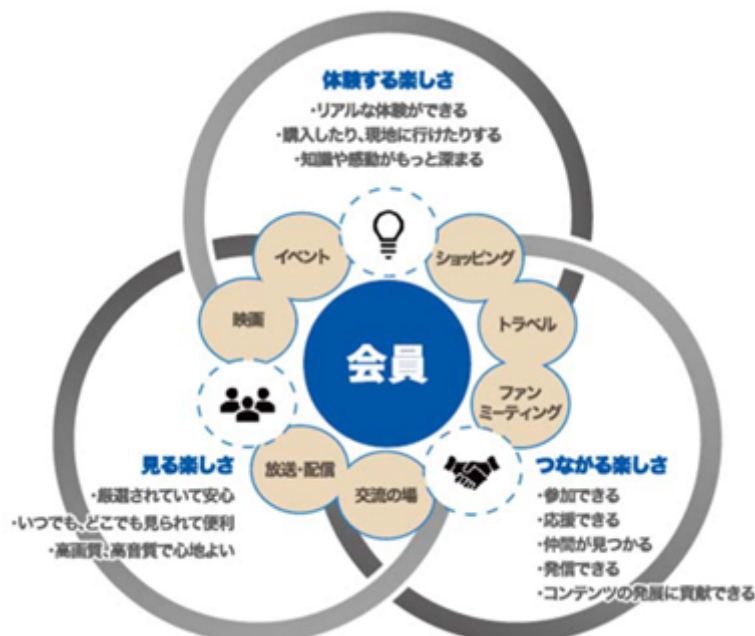 体験する楽しさ
・リアルな体験ができる
・購入したり、現地に行けたりする
・知識や感動がもっと深まる
イベント
ショッピング
映画
トラベル
会員
ファン
ミーティング
放送・配信
交流の場
見る楽しさ
・厳選されていて安心
・いつでも、どこでも見られて便利
・高画質、高音質で心地よい
つながる楽しさ
・参加できる
・応援できる
・仲間が見つかる
・発信できる
・コンテンツの発展に貢献できる